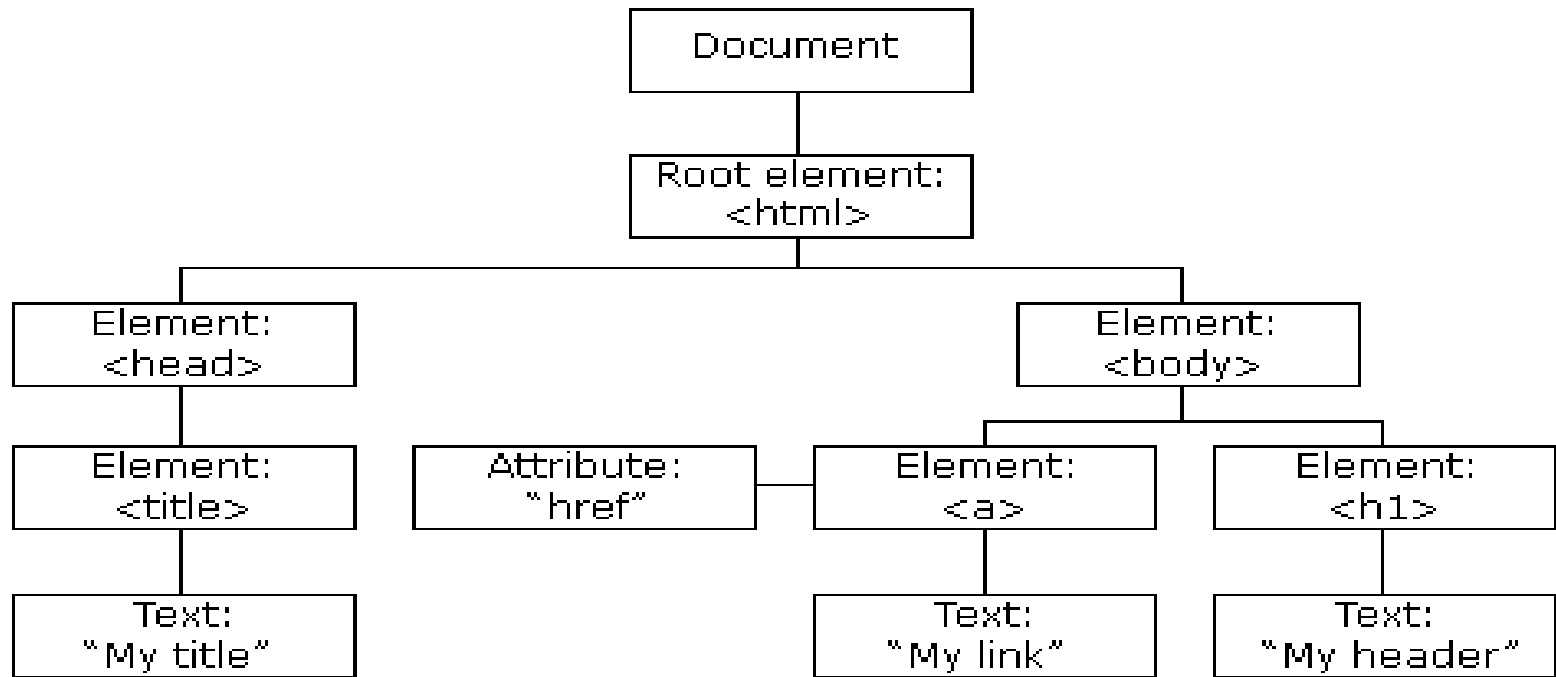 Document
Root element:
<html>
Element:
<head>
Element:
<body>
Element:
<title>
Attribute:
"href"
Element:
<a>
Element:
<h1>
Text:
"My title"
Text:
"My link"
Text:
"My header"